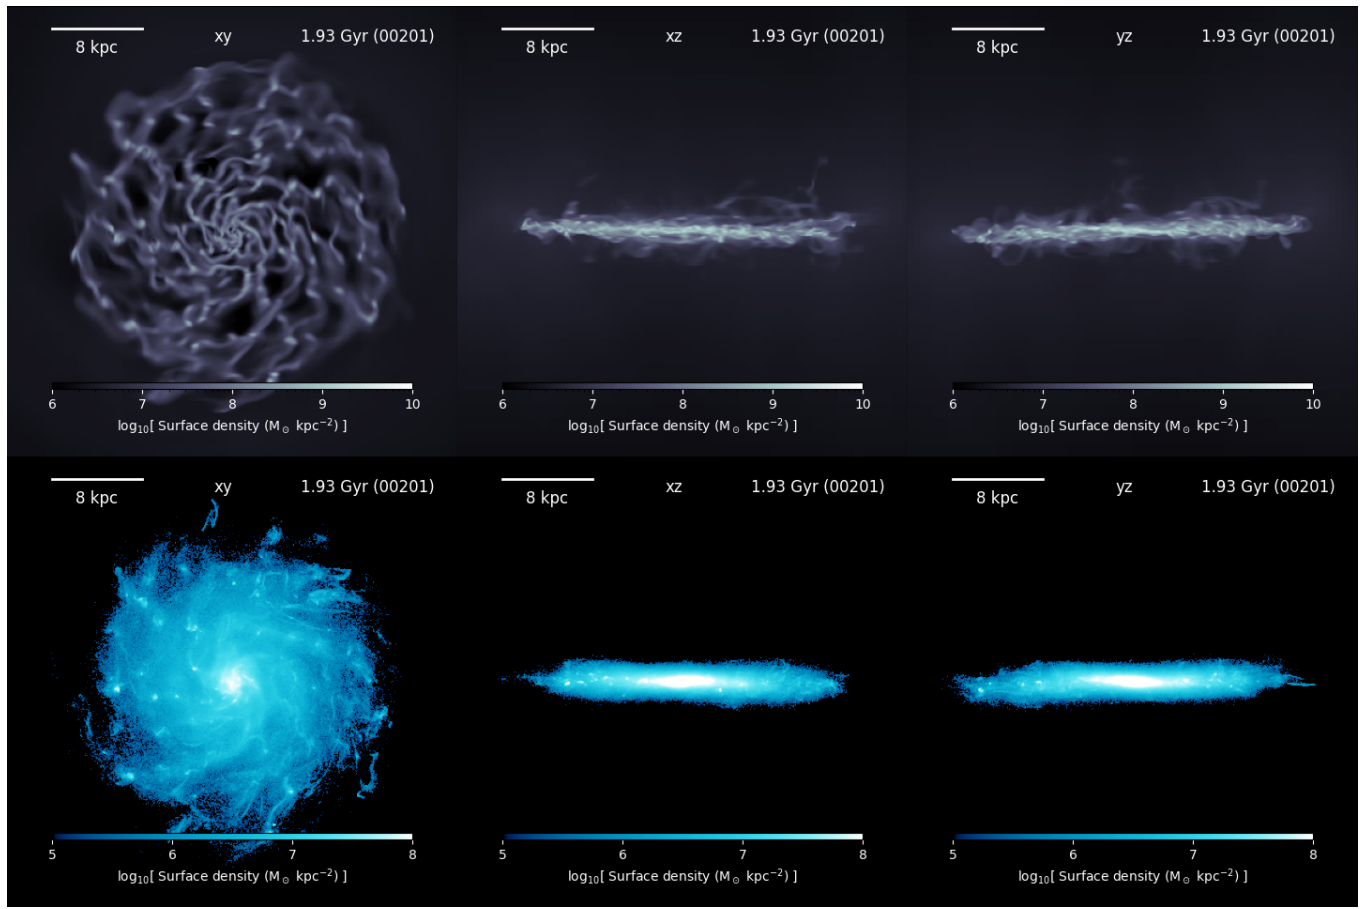 xy 1.93 Gyr (00201) xz 1.93 Gyr (00201) yz 1.93 Gyr (00201)
8 kpc 8 kpc 8 kpc
6 7 8 9 10 6 7 8 9 10 6 7 8 9 10
log₁₀[ Surface density (M☉ kpc⁻²) ] log₁₀[ Surface density (M☉ kpc⁻²) ] log₁₀[ Surface density (M☉ kpc⁻²) ]
xy 1.93 Gyr (00201) xz 1.93 Gyr (00201) yz 1.93 Gyr (00201)
8 kpc 8 kpc 8 kpc
5 6 7 8 5 6 7 8 5 6 7 8
log₁₀[ Surface density (M☉ kpc⁻²) ] log₁₀[ Surface density (M☉ kpc⁻²) ] log₁₀[ Surface density (M☉ kpc⁻²) ]